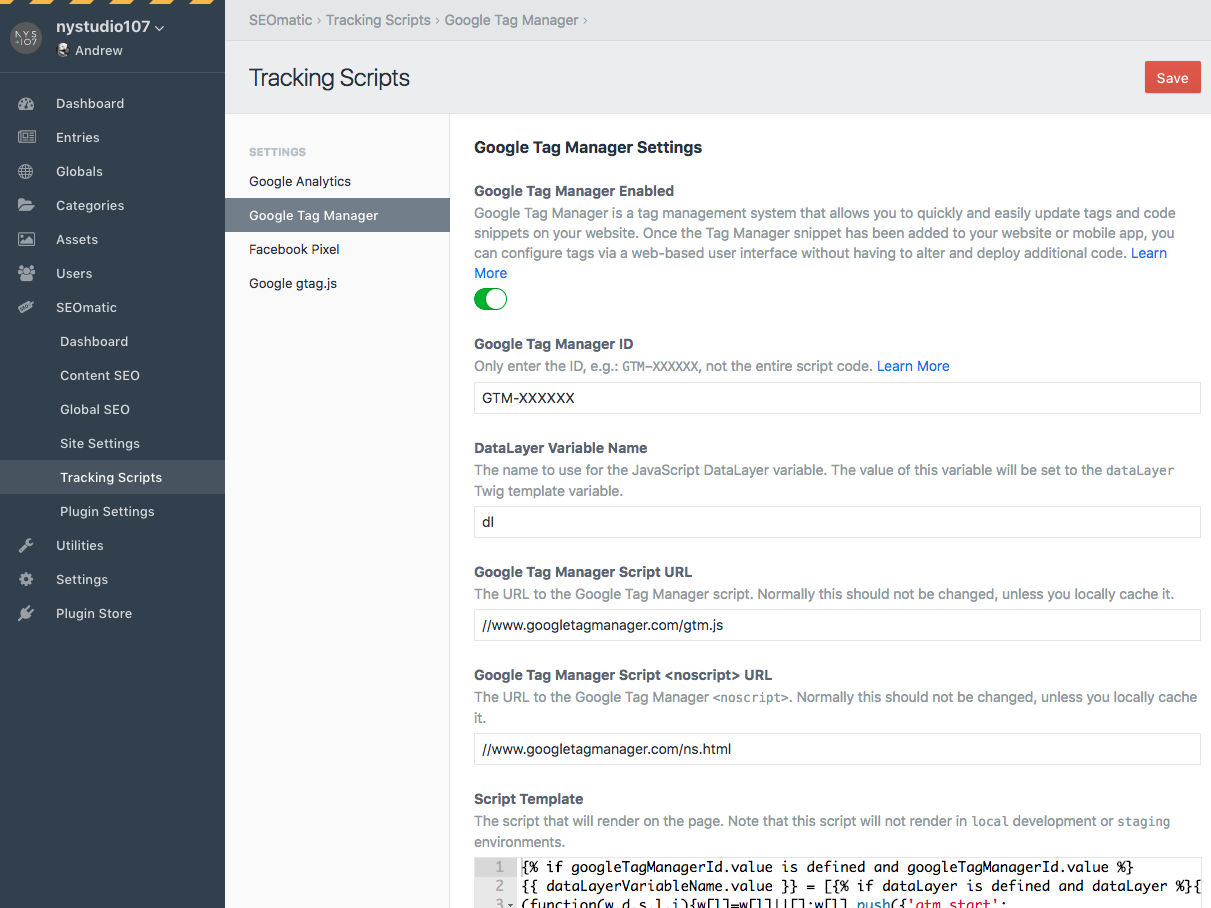 NYS
+107
nystudio107
Andrew
Dashboard
Entries
Globals
Categories
Assets
Users
SEOmatic
Dashboard
Content SEO
Global SEO
Site Settings
Tracking Scripts
Plugin Settings
Utilities
Settings
Plugin Store
SEOmatic › Tracking Scripts › Google Tag Manager ›
Tracking Scripts
Save
SETTINGS
Google Analytics
Google Tag Manager
Facebook Pixel
Google gtag.js
Google Tag Manager Settings
Google Tag Manager Enabled
Google Tag Manager is a tag management system that allows you to quickly and easily update tags and code
snippets on your website. Once the Tag Manager snippet has been added to your website or mobile app, you
can configure tags via a web-based user interface without having to alter and deploy additional code. Learn
More
Google Tag Manager ID
Only enter the ID, e.g.: GTM-XXXXXX, not the entire script code. Learn More
GTM-XXXXXX
DataLayer Variable Name
The name to use for the JavaScript DataLayer variable. The value of this variable will be set to the dataLayer
Twig template variable.
dl
Google Tag Manager Script URL
The URL to the Google Tag Manager script. Normally this should not be changed, unless you locally cache it.
//www.googletagmanager.com/gtm.js
Google Tag Manager Script <noscript> URL
The URL to the Google Tag Manager <noscript>. Normally this should not be changed, unless you locally cache
it.
//www.googletagmanager.com/ns.html
Script Template
The script that will render on the page. Note that this script will not render in local development or staging
environments.
1 {% if googleTagManagerId.value is defined and googleTagManagerId.value %}
2 {{ dataLayerVariableName.value }} = [{% if dataLayer is defined and dataLayer %}{
3 (function(w,d,s,l,i){w[l]=w[l]||[];w[l].push({'gtm.start':